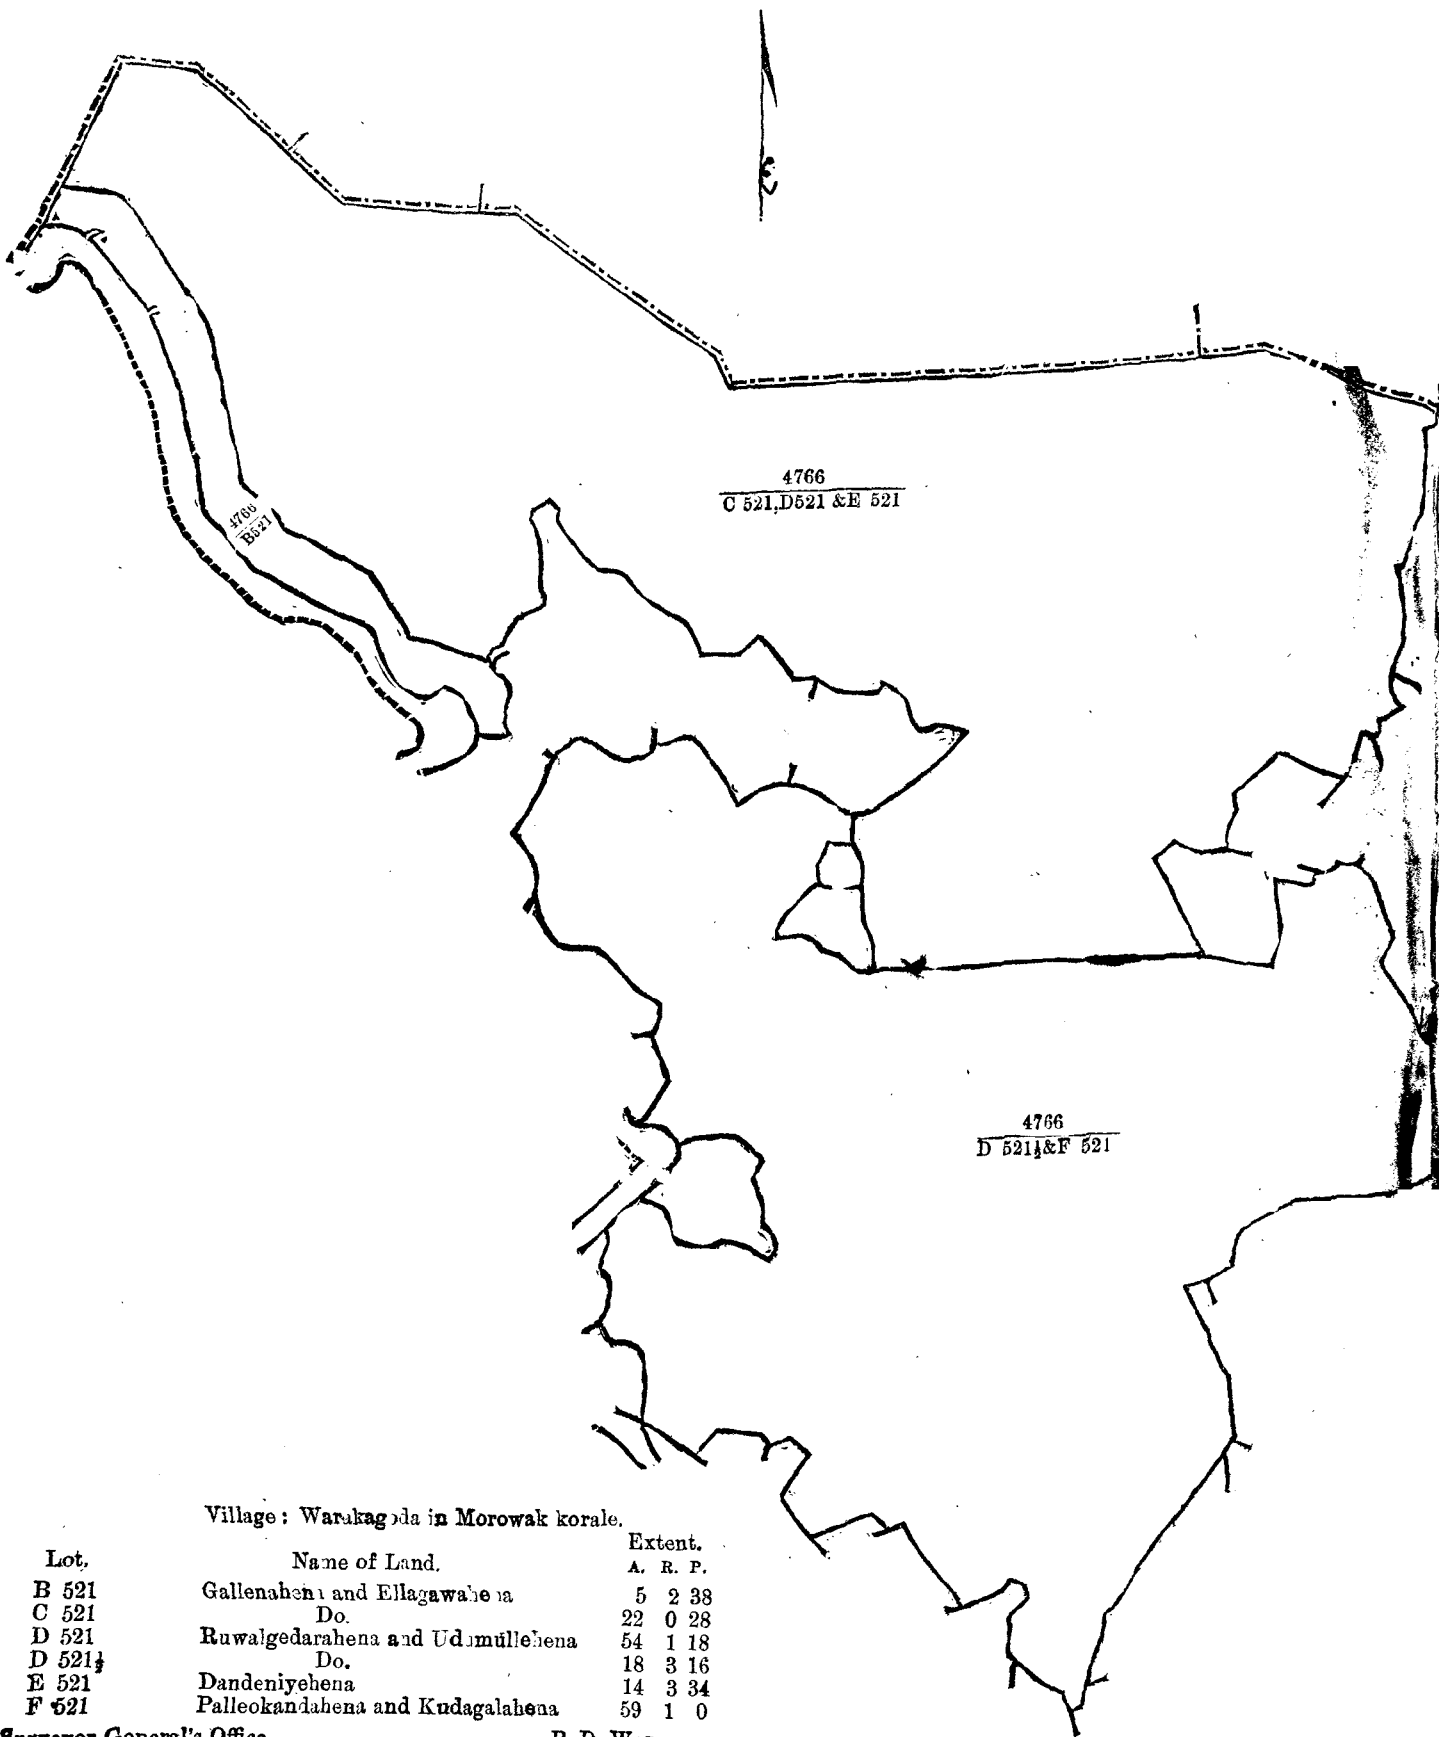 4766
C 521, D521 & E 521
4766
B521
4766
D 521½ & F 521
Village: Warakagoda in Morowak korale.
Extent.
Lot. Name of Land. A. R. P.
B 521 Gallenahena and Ellagawahena 5 2 38
C 521 Do. 22 0 28
D 521 Ruwalgedarahena and Udumullehena 54 1 18
D 521½ Do. 18 3 16
E 521 Dandeniyehena 14 3 34
F 521 Palleokandahena and Kudagalahena 59 1 0
Surveyor General's Office